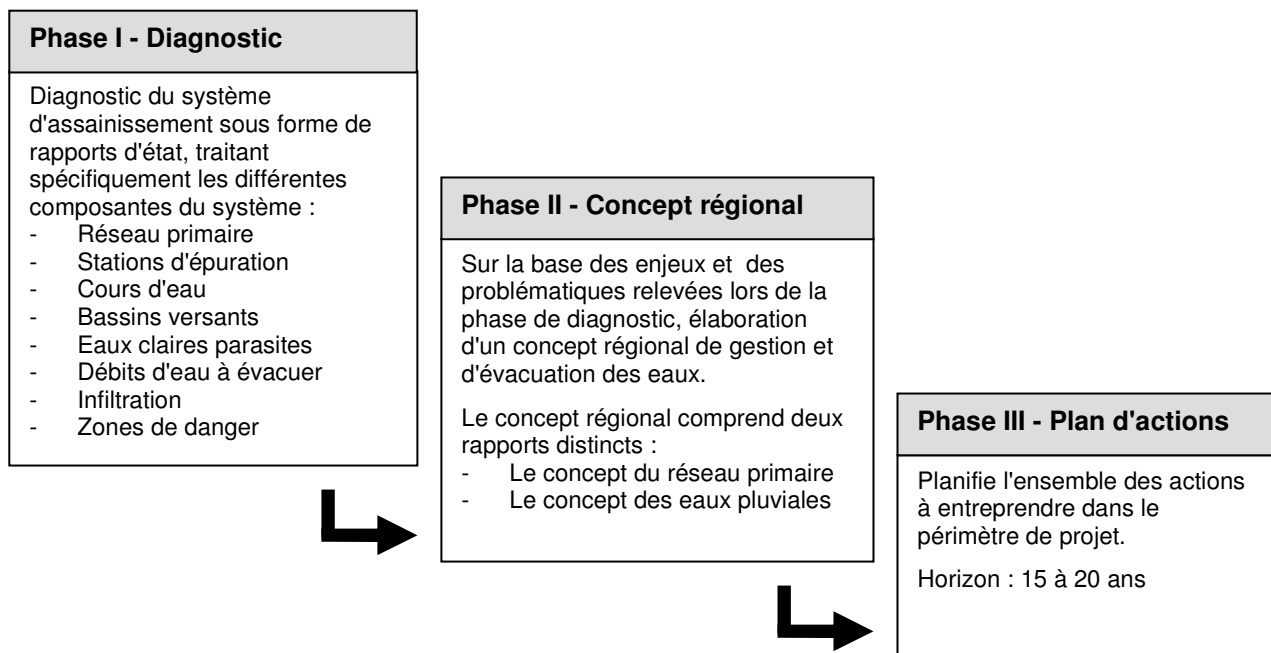 Phase I - Diagnostic
Diagnostic du système
d'assainissement sous forme de
rapports d'état, traitant
spécifiquement les différentes
composantes du système :
- Réseau primaire
- Stations d'épuration
- Cours d'eau
- Bassins versants
- Eaux claires parasites
- Débits d'eau à évacuer
- Infiltration
- Zones de danger
Phase II - Concept régional
Sur la base des enjeux et des
problématiques relevées lors de la
phase de diagnostic, élaboration
d'un concept régional de gestion et
d'évacuation des eaux.
Le concept régional comprend deux
rapports distincts :
- Le concept du réseau primaire
- Le concept des eaux pluviales
Phase III - Plan d'actions
Planifie l'ensemble des actions
à entreprendre dans le
périmètre de projet.
Horizon : 15 à 20 ans